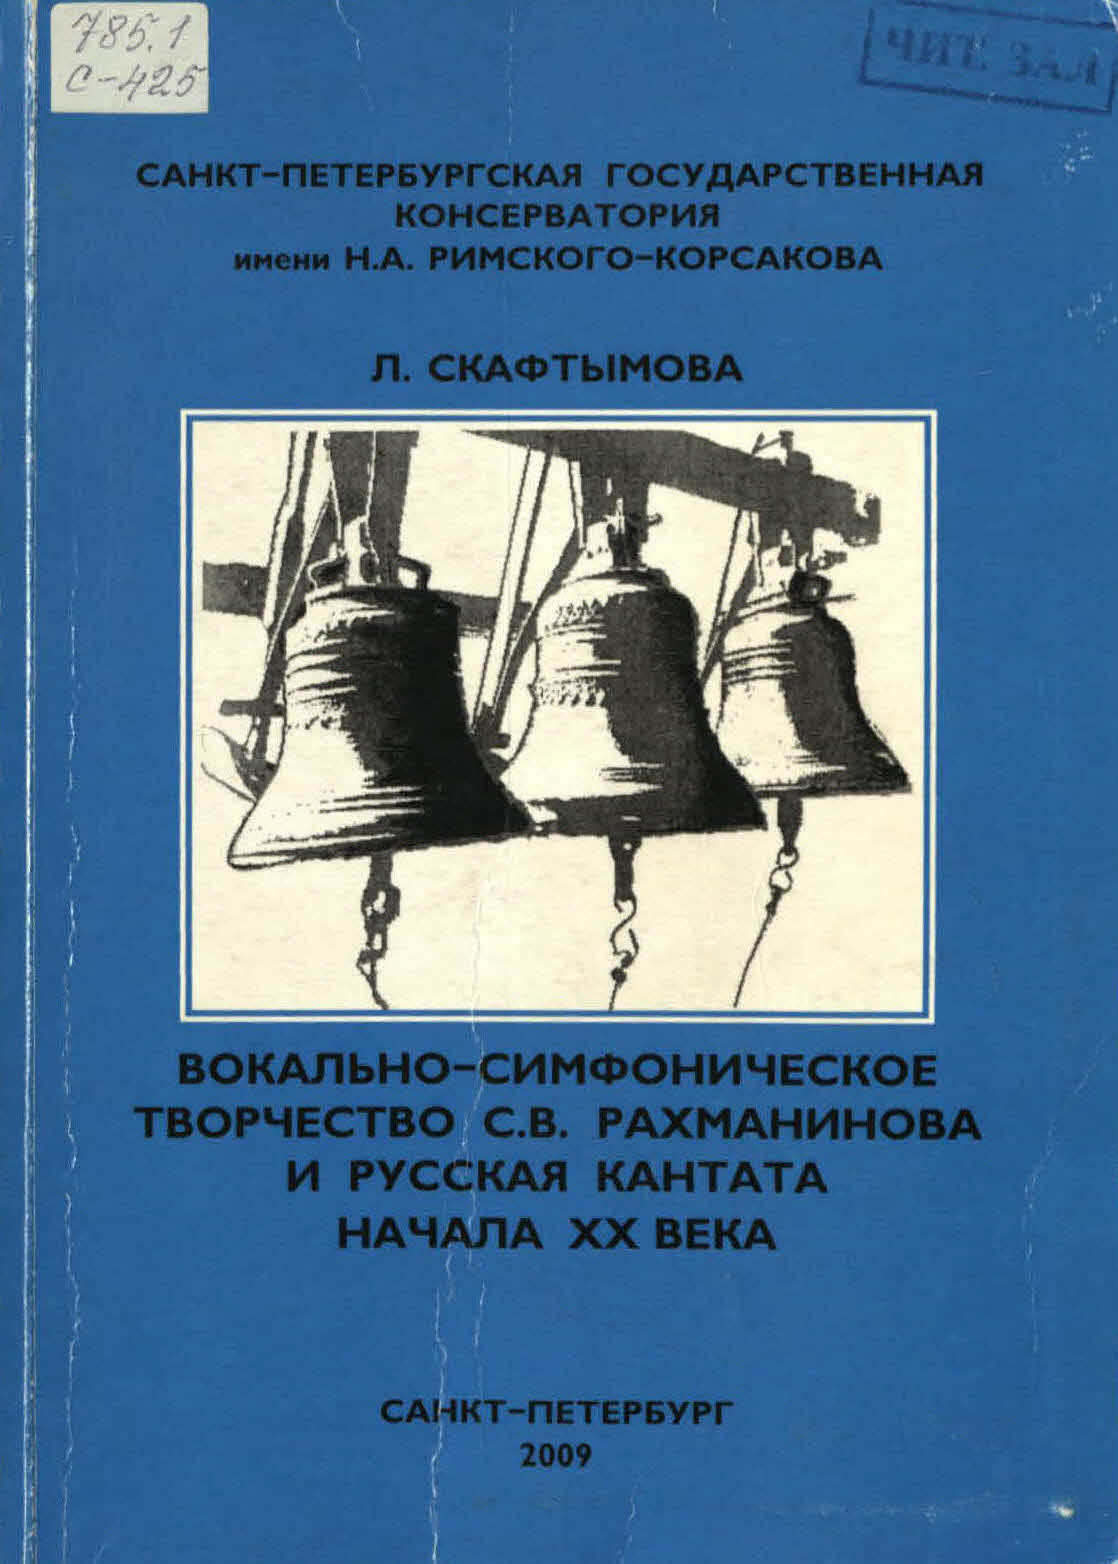 785.1
С-425
ЧИТ. ЗАЛ
САНКТ-ПЕТЕРБУРГСКАЯ ГОСУДАРСТВЕННАЯ
КОНСЕРВАТОРИЯ
имени Н.А. РИМСКОГО-КОРСАКОВА
Л. СКАФТЫМОВА
ВОКАЛЬНО-СИМФОНИЧЕСКОЕ
ТВОРЧЕСТВО С.В. РАХМАНИНОВА
И РУССКАЯ КАНТАТА
НАЧАЛА XX ВЕКА
САНКТ-ПЕТЕРБУРГ
2009